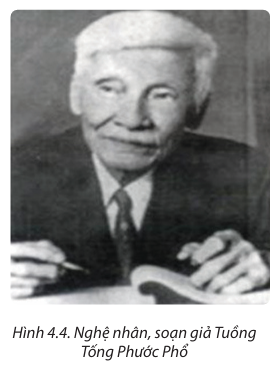 Hình 4.4. Nghệ nhân, soạn giả Tuồng
Tống Phước Phổ